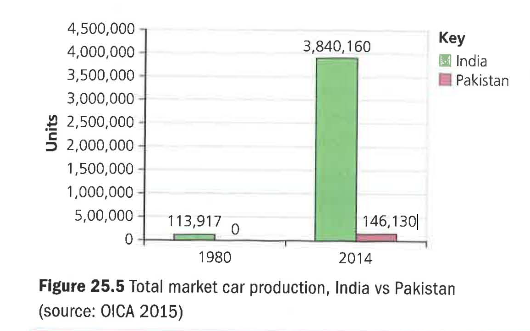 4,500,000
4,000,000
3,500,000
3,000,000
2,500,000
2,000,000
1,500,000
1,000,000
5,00,000
0
Units
113,917
0
3,840,160
146,130
1980
2014
Key
India
Pakistan
Figure 25.5 Total market car production, India vs Pakistan
(source: OICA 2015)